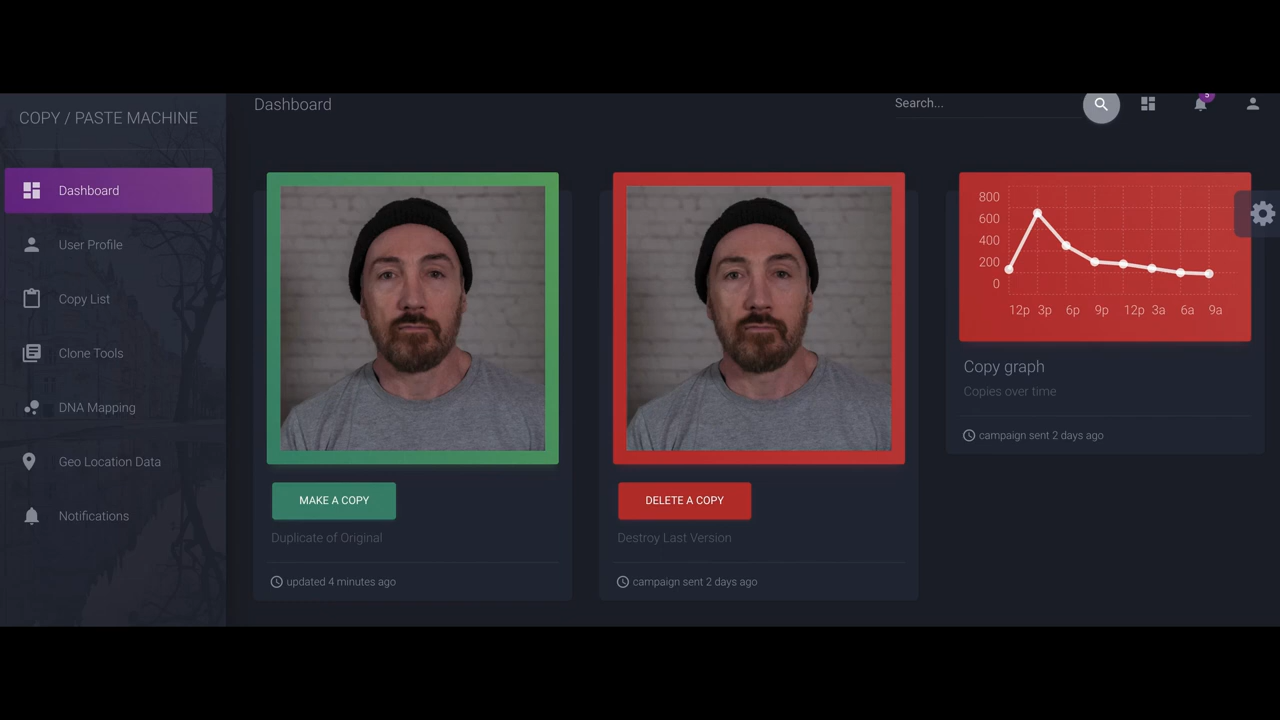 COPY / PASTE MACHINE
Dashboard
User Profile
Copy List
Clone Tools
DNA Mapping
Geo Location Data
Notifications
Dashboard
Search...
5
MAKE A COPY
Duplicate of Original
updated 4 minutes ago
DELETE A COPY
Destroy Last Version
campaign sent 2 days ago
800
600
400
200
0
12p 3p 6p 9p 12p 3a 6a 9a
Copy graph
Copies over time
campaign sent 2 days ago